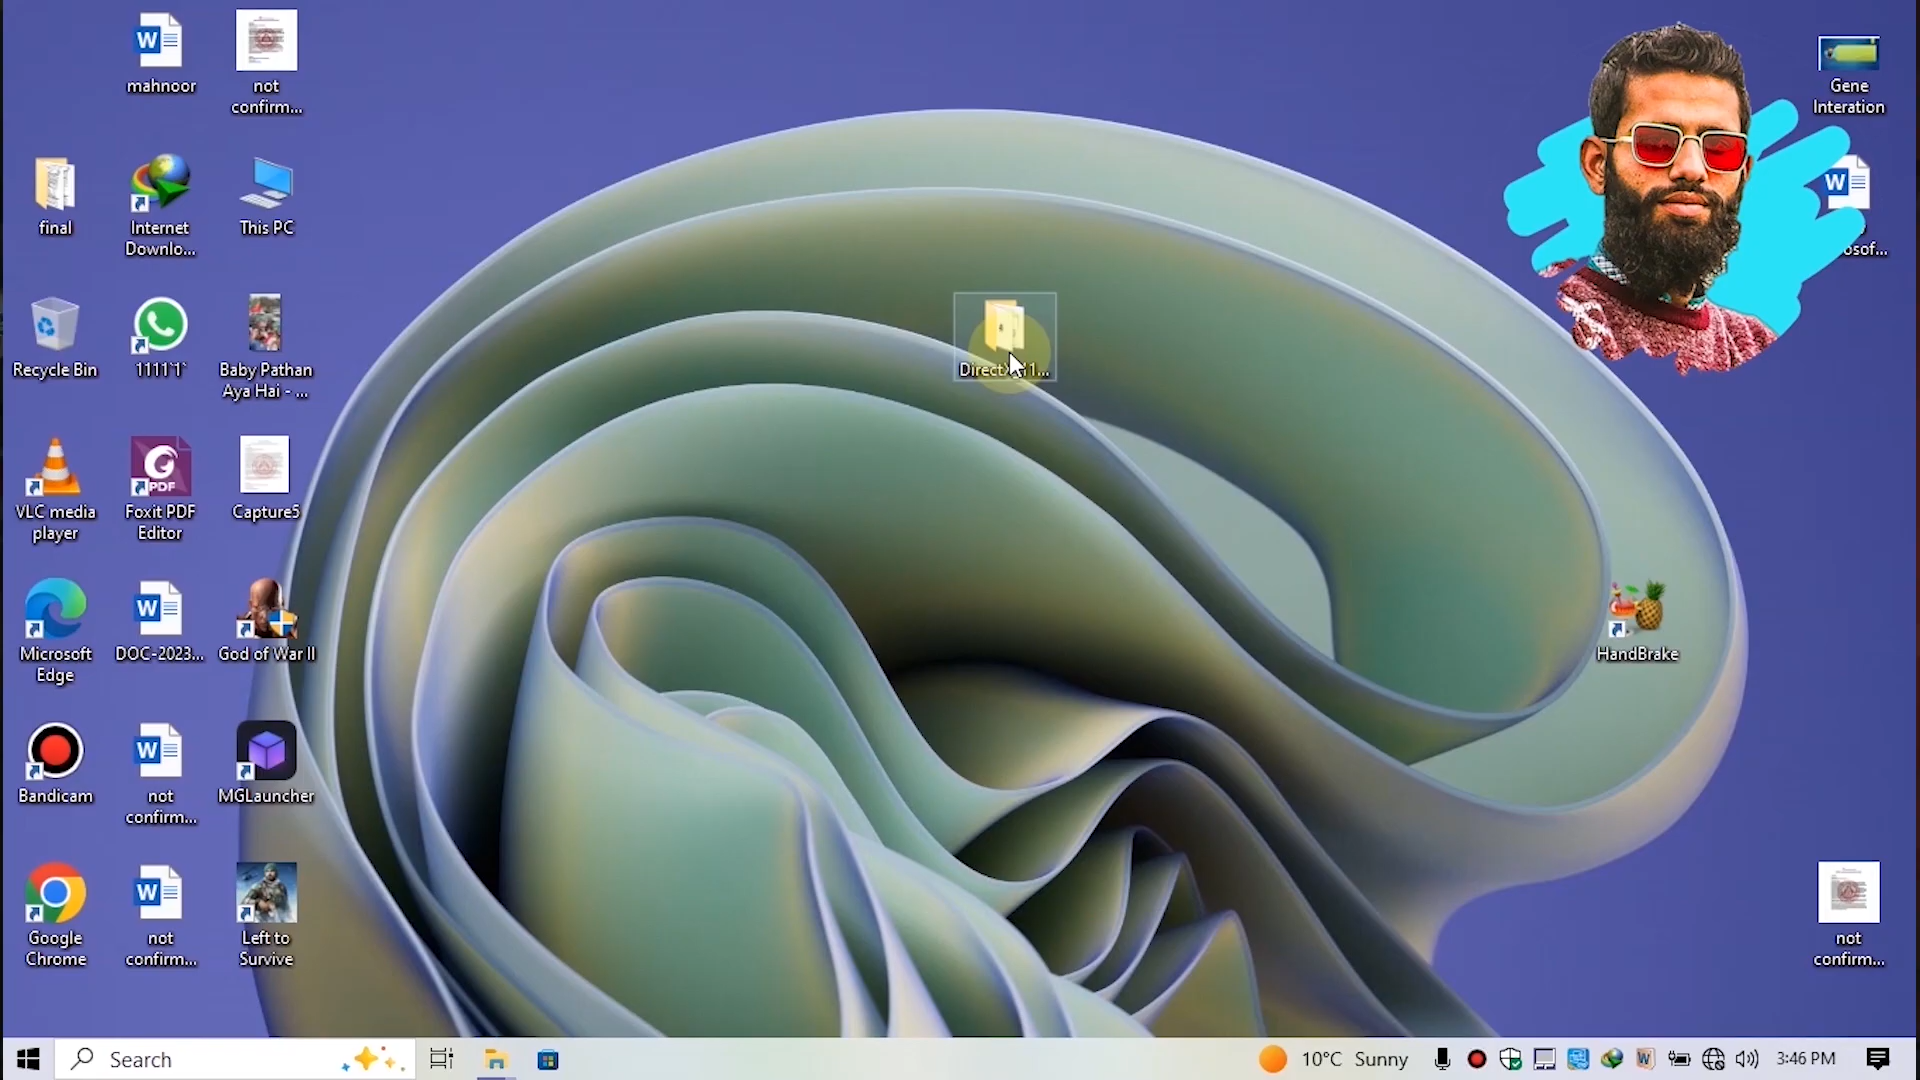 mahnoor
not
confirm...
final
Internet
Downlo...
This PC
Recycle Bin
1111`1`
Baby Pathan
Aya Hai - ...
VLC media
player
Foxit PDF
Editor
PDF
Capture5
Microsoft
Edge
DOC-2023...
God of War II
Bandicam
not
confirm...
MGLauncher
Google
Chrome
not
confirm...
Left to
Survive
Gene
Interation
osof...
HandBrake
not
confirm...
Search
10°C Sunny
3:46 PM